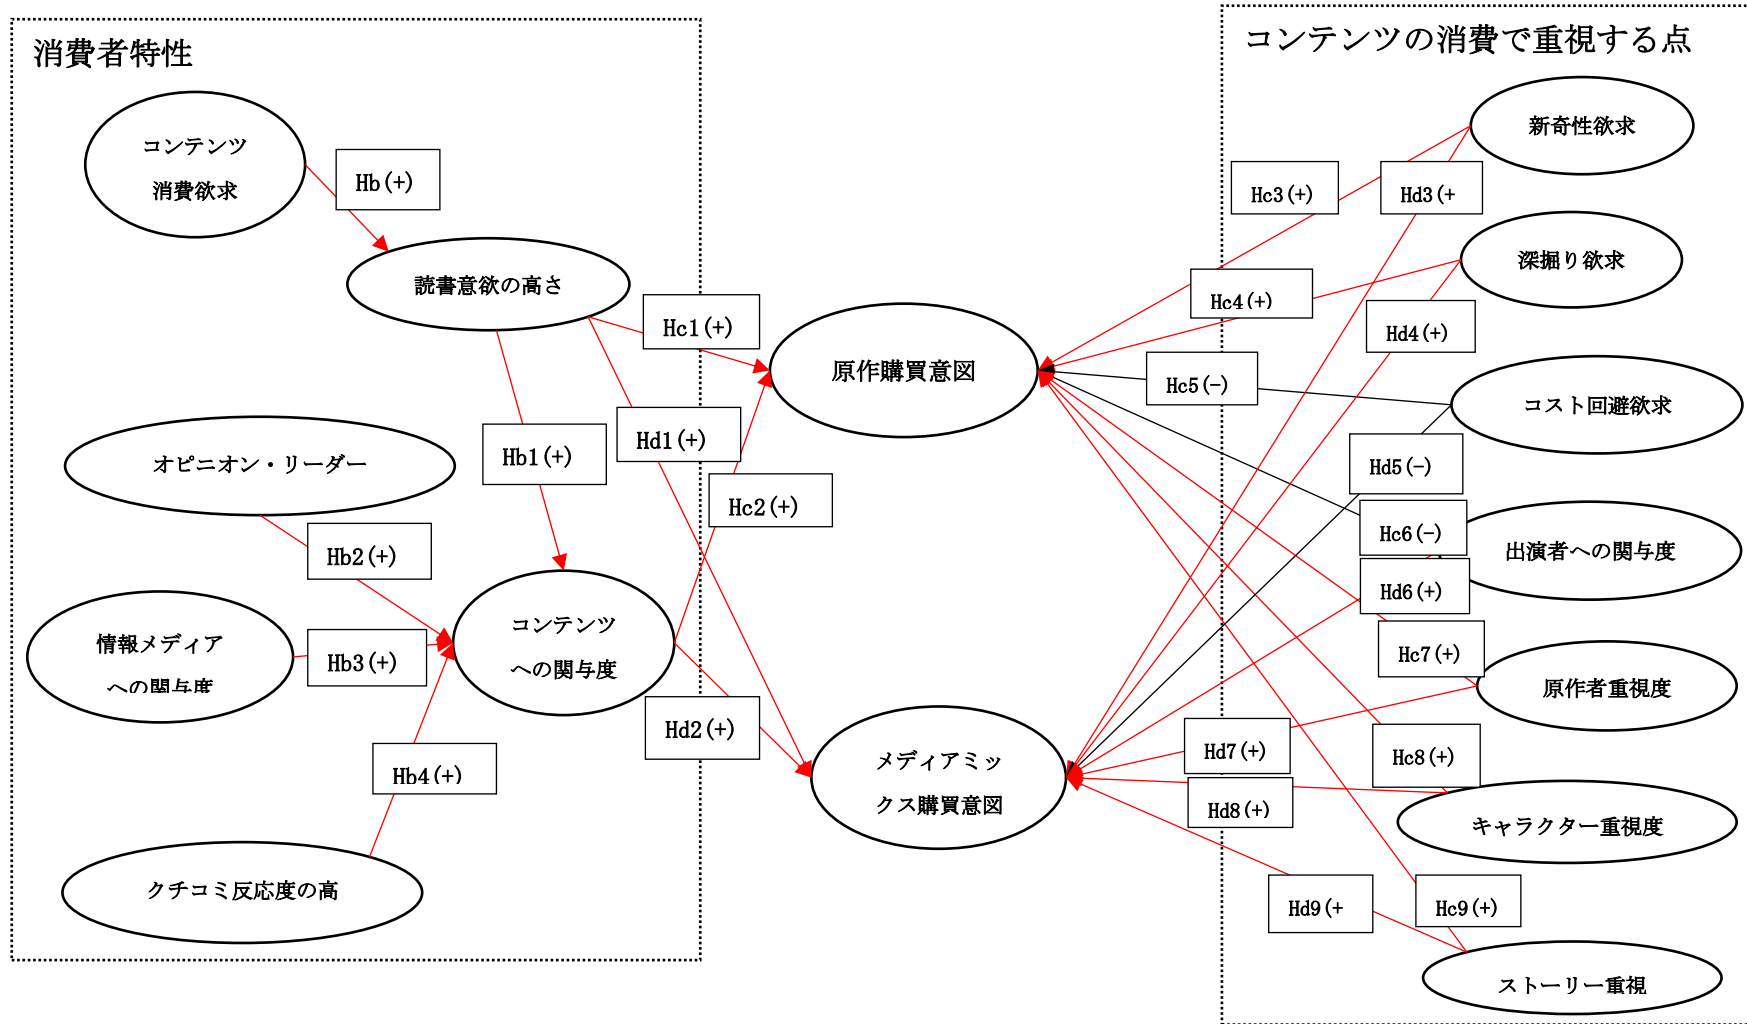 消費者特性
コンテンツ
消費欲求
Hb(+)
読書意欲の高さ
Hc1(+)
オピニオン・リーダー
Hb1(+)
Hd1(+)
Hc2(+)
Hb2(+)
情報メディア
への関与度
Hb3(+)
コンテンツ
への関与度
Hd2(+)
Hb4(+)
クチコミ反応度の高
原作購買意図
メディアミッ
クス購買意図
コンテンツの消費で重視する点
新奇性欲求
Hc3(+)
Hd3(+
深掘り欲求
Hc4(+)
Hd4(+)
Hc5(-)
コスト回避欲求
Hd5(-)
Hc6(-)
出演者への関与度
Hd6(+)
Hc7(+)
原作者重視度
Hd7(+)
Hc8(+)
Hd8(+)
キャラクター重視度
Hd9(+
Hc9(+)
ストーリー重視